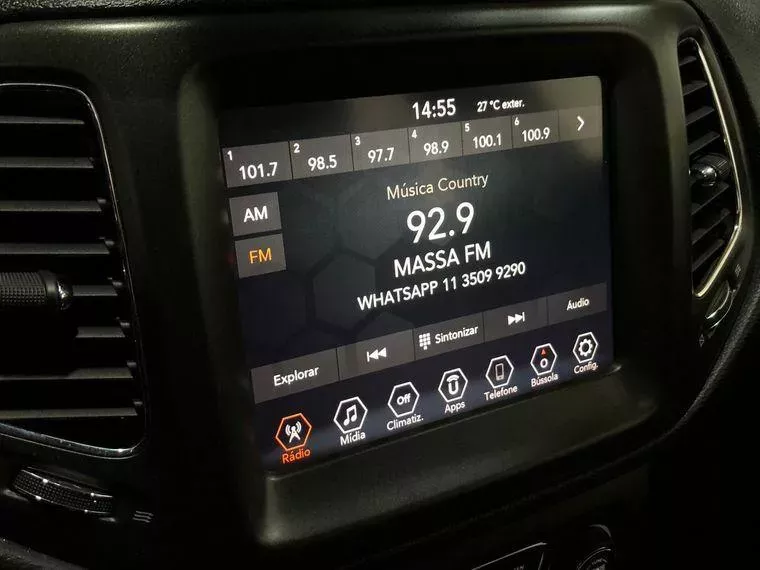 14:55 27 °C exter.
1 101.7 2 98.5 3 97.7 4 98.9 5 100.1 6 100.9
Música Country
AM
92.9
FM
MASSA FM
WHATSAPP 11 3509 9290
Explorar Sintonizar Áudio
Rádio Mídia Off Climatiz. Apps Telefone O Bússola Config.